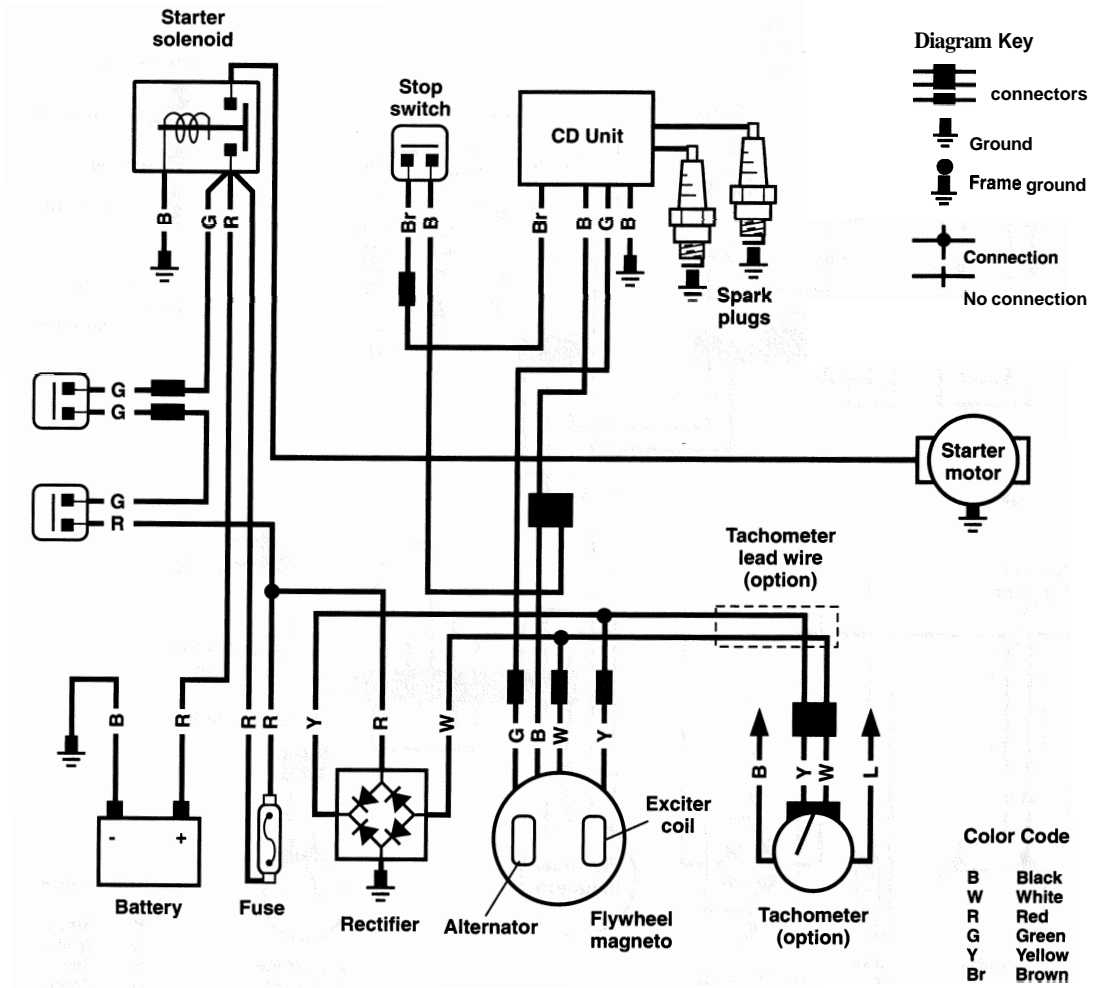 Starter
solenoid
Stop
switch
CD Unit
Diagram Key
connectors
Ground
Frame ground
Connection
No connection
B
G
R
Br
B
Br
B
G
B
Spark
plugs
G
G
Starter
motor
G
R
Tachometer
lead wire
(option)
B
R
R
R
Y
R
W
G
B
W
Y
B
Y
W
L
-
+
Exciter
coil
Battery
Fuse
Rectifier
Alternator
Flywheel
magneto
Tachometer
(option)
Color Code
B Black
W White
R Red
G Green
Y Yellow
Br Brown